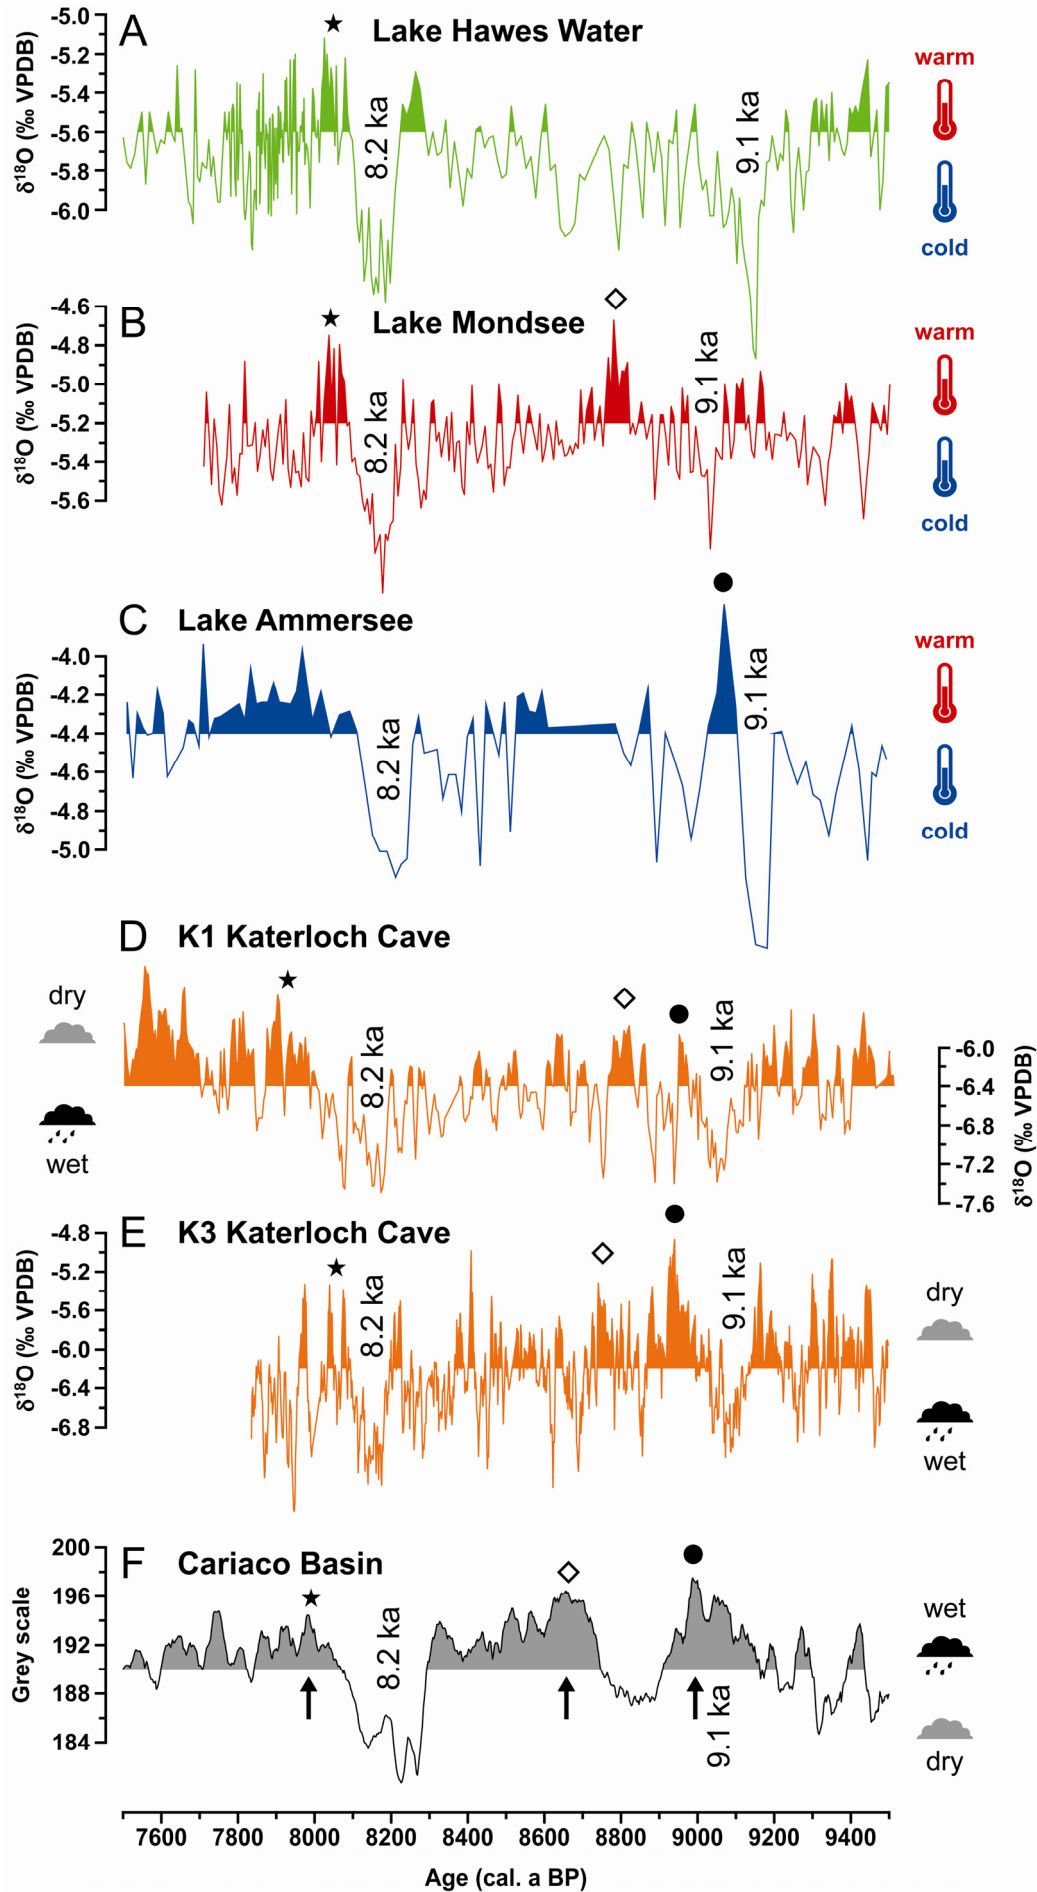 A Lake Hawes Water
-5.0
-5.2
-5.4
-5.6
-5.8
-6.0
δ¹⁸O (‰ VPDB)
8.2 ka
9.1 ka
warm
cold
B Lake Mondsee
-4.6
-4.8
-5.0
-5.2
-5.4
-5.6
δ¹⁸O (‰ VPDB)
8.2 ka
9.1 ka
warm
cold
C Lake Ammersee
-4.0
-4.2
-4.4
-4.6
-4.8
-5.0
δ¹⁸O (‰ VPDB)
8.2 ka
9.1 ka
warm
cold
D K1 Katerloch Cave
dry
wet
8.2 ka
9.1 ka
-6.0
-6.4
-6.8
-7.2
-7.6
δ¹⁸O (‰ VPDB)
E K3 Katerloch Cave
-4.8
-5.2
-5.6
-6.0
-6.4
-6.8
δ¹⁸O (‰ VPDB)
8.2 ka
9.1 ka
dry
wet
F Cariaco Basin
200
196
192
188
184
Grey scale
8.2 ka
9.1 ka
wet
dry
7600 7800 8000 8200 8400 8600 8800 9000 9200 9400
Age (cal. a BP)